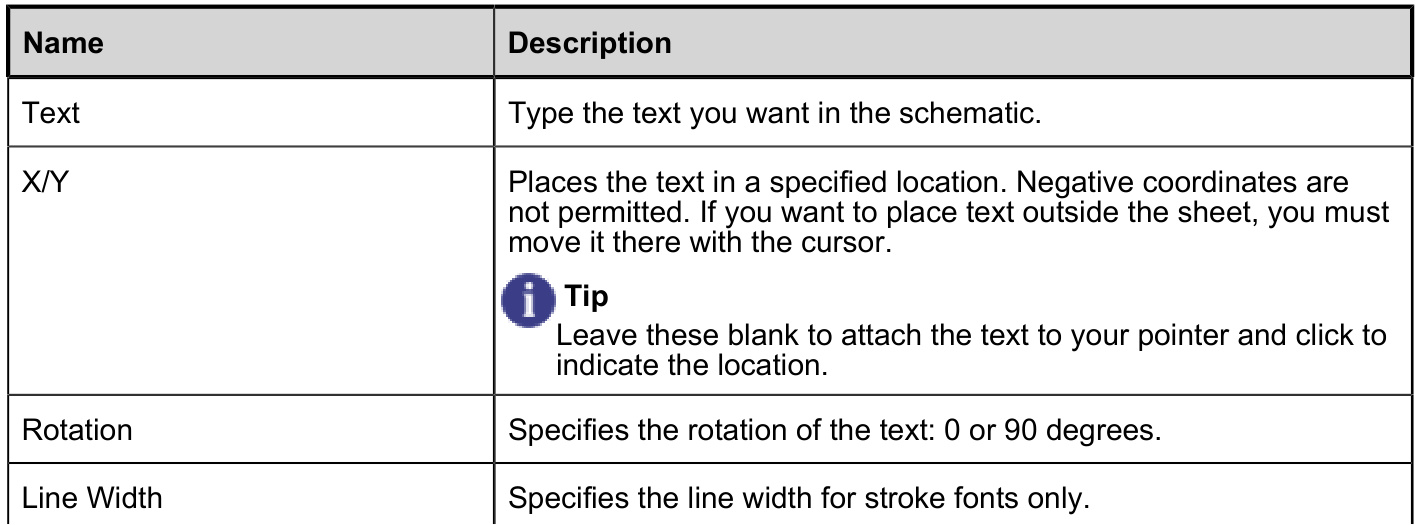 Name Description
Text Type the text you want in the schematic.
X/Y Places the text in a specified location. Negative coordinates are
not permitted. If you want to place text outside the sheet, you must
move it there with the cursor.
i Tip
Leave these blank to attach the text to your pointer and click to
indicate the location.
Rotation Specifies the rotation of the text: 0 or 90 degrees.
Line Width Specifies the line width for stroke fonts only.